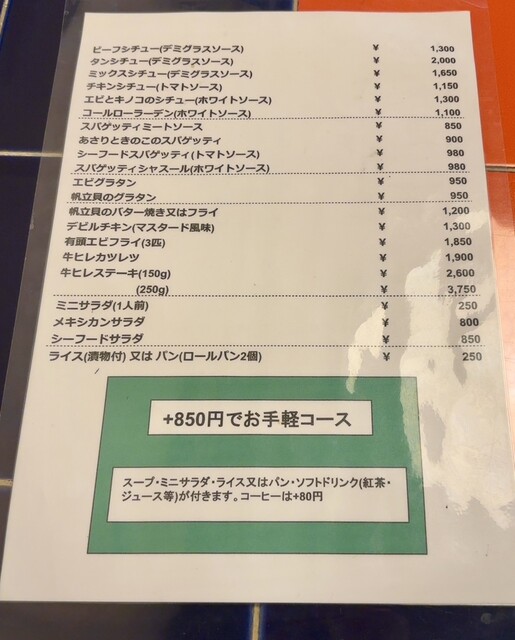 ビーフシチュー(デミグラスソース) ¥ 1,300
タンシチュー(デミグラスソース) ¥ 2,000
ミックスシチュー(デミグラスソース) ¥ 1,650
チキンシチュー(トマトソース) ¥ 1,150
エビとキノコのシチュー(ホワイトソース) ¥ 1,300
コールローラーデン(ホワイトソース) ¥ 1,100
スパゲッティミートソース ¥ 850
あさりときのこのスパゲッティ ¥ 900
シーフードスパゲッティ(トマトソース) ¥ 980
スパゲッティシャスール(ホワイトソース) ¥ 980
エビグラタン ¥ 950
帆立貝のグラタン ¥ 950
帆立貝のバター焼き又はフライ ¥ 1,200
デビルチキン(マスタード風味) ¥ 1,300
有頭エビフライ(3匹) ¥ 1,850
牛ヒレカツレツ ¥ 1,900
牛ヒレステーキ(150g) ¥ 2,600
(250g) ¥ 3,750
ミニサラダ(1人前) ¥ 250
メキシカンサラダ ¥ 800
シーフードサラダ ¥ 850
ライス(漬物付) 又は パン(ロールパン2個) ¥ 250
+850円でお手軽コース
スープ・ミニサラダ・ライス又はパン・ソフトドリンク(紅茶・
ジュース等)が付きます。コーヒーは+80円